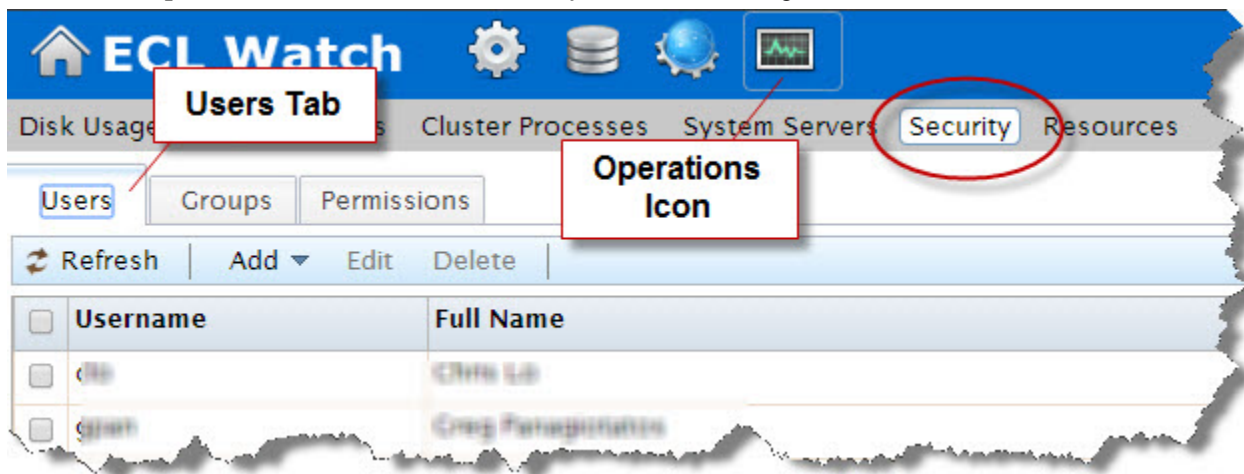 ECL Watch
Users Tab
Disk Usage s Cluster Processes System Servers Security Resources
Operations
Icon
Users Groups Permissions
Refresh Add Edit Delete
Username Full Name